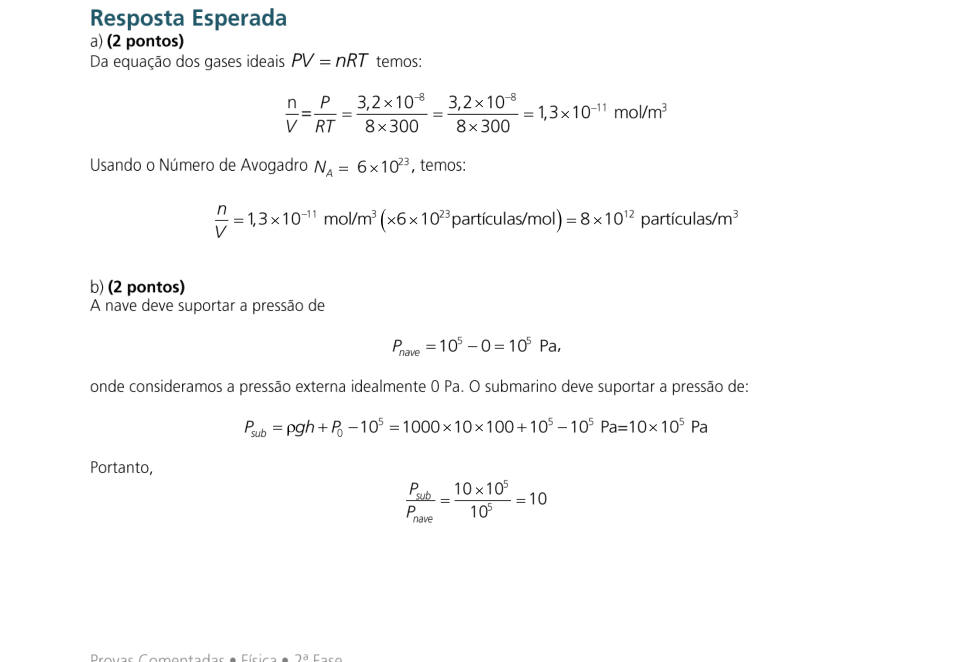 Resposta Esperada
a) (2 pontos)
Da equação dos gases ideais PV = nRT temos:
n/V = P/RT = 3,2×10⁻⁸/8×300 = 3,2×10⁻⁸/8×300 = 1,3×10⁻¹¹ mol/m³
Usando o Número de Avogadro N_A = 6×10²³, temos:
n/V = 1,3×10⁻¹¹ mol/m³ (×6×10²³ partículas/mol) = 8×10¹² partículas/m³
b) (2 pontos)
A nave deve suportar a pressão de
P_nave = 10⁵ − 0 = 10⁵ Pa,
onde consideramos a pressão externa idealmente 0 Pa. O submarino deve suportar a pressão de:
P_sub = ρgh + P₀ − 10⁵ = 1000×10×100 + 10⁵ − 10⁵ Pa=10×10⁵ Pa
Portanto,
P_sub/P_nave = 10×10⁵/10⁵ = 10
Provas Comentadas • Física • 2ª Fase